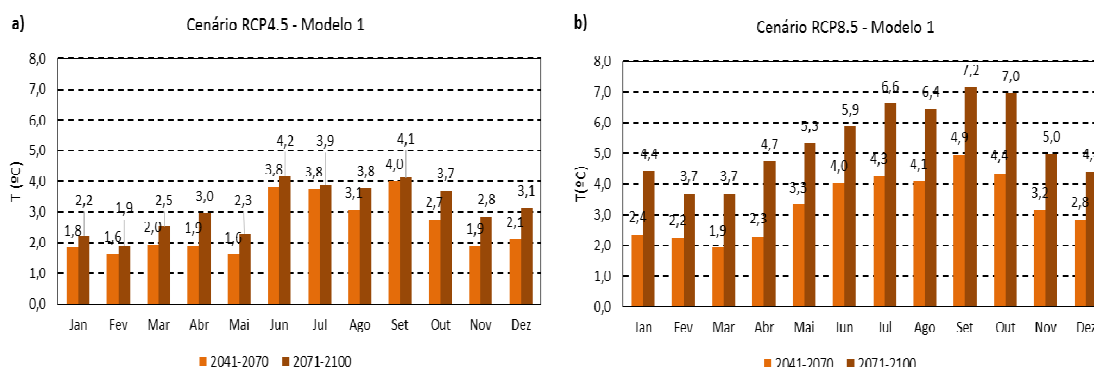 a)
Cenário RCP4.5 - Modelo 1
T (ºC)
8,0
7,0
6,0
5,0
4,0
3,0
2,0
1,0
0,0
1,8 2,2 1,6 1,9 2,0 2,5 1,9 3,0 1,6 2,3 3,8 4,2 3,8 3,9 3,1 3,8 4,0 4,1 2,7 3,7 1,9 2,8 2,1 3,1
Jan Fev Mar Abr Mai Jun Jul Ago Set Out Nov Dez
2041-2070 2071-2100
b)
Cenário RCP8.5 - Modelo 1
T(ºC)
8,0
7,0
6,0
5,0
4,0
3,0
2,0
1,0
0,0
2,4 4,4 2,2 3,7 1,9 3,7 2,3 4,7 3,3 5,3 4,0 5,9 4,3 6,6 4,1 6,4 4,9 7,2 4,4 7,0 3,2 5,0 2,8
Jan Fev Mar Abr Mai Jun Jul Ago Set Out Nov Dez
2041-2070 2071-2100